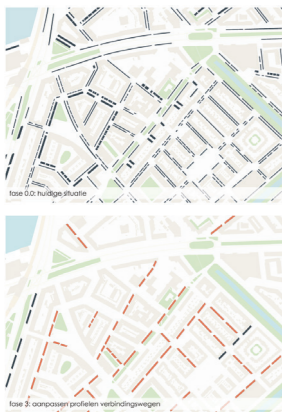 fase 0.0: huidige situatie
fase 3: aanpassen profielen verbindingswegen